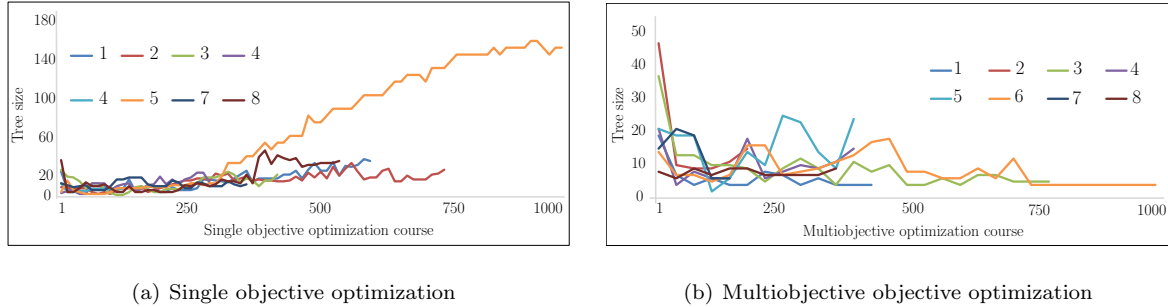 180
140
100
60
20
0
Tree size
1 2 3 4
4 5 7 8
1 250 500 750 1000
Single objective optimization course
50
40
30
20
10
0
Tree size
1 2 3 4
5 6 7 8
1 250 500 750 1000
Multiobjective optimization course
(a) Single objective optimization
(b) Multiobjective objective optimization